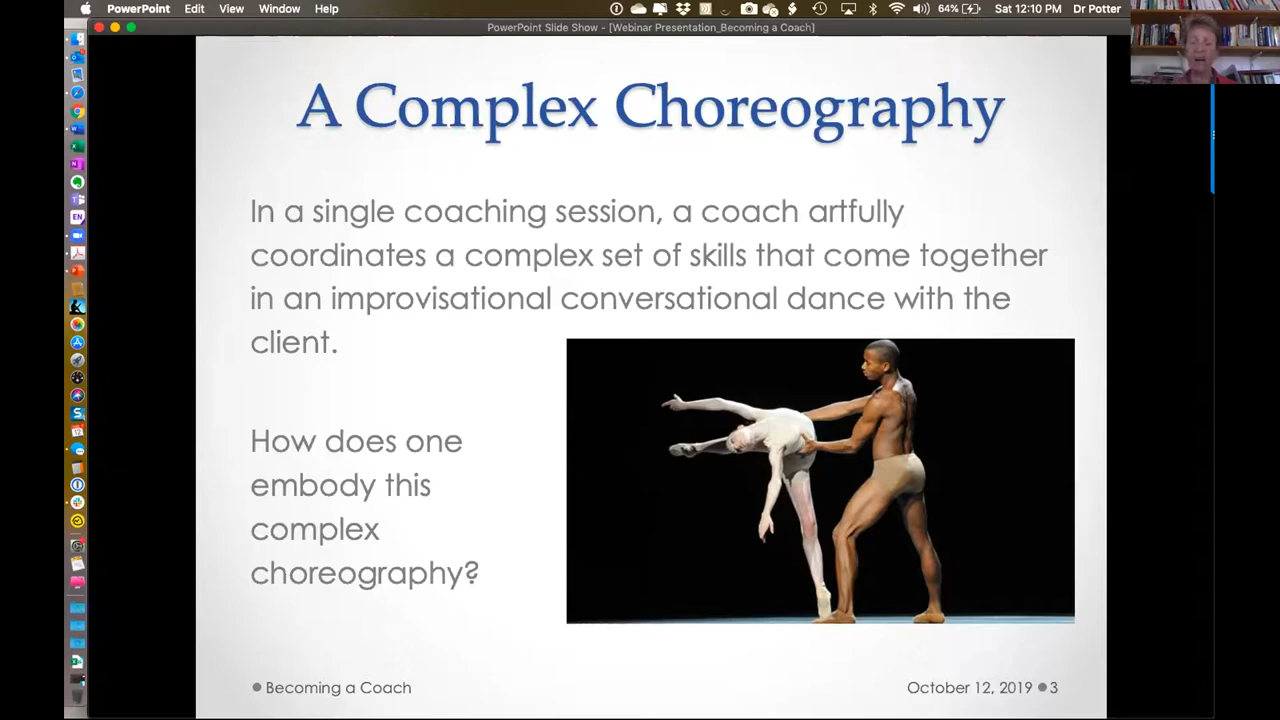 PowerPoint Edit View Window Help 64% Sat 12:10 PM Dr Potter
PowerPoint Slide Show - [Webinar Presentation_Becoming a Coach]
A Complex Choreography
In a single coaching session, a coach artfully
coordinates a complex set of skills that come together
in an improvisational conversational dance with the
client.
How does one
embody this
complex
choreography?
Becoming a Coach
October 12, 2019 3